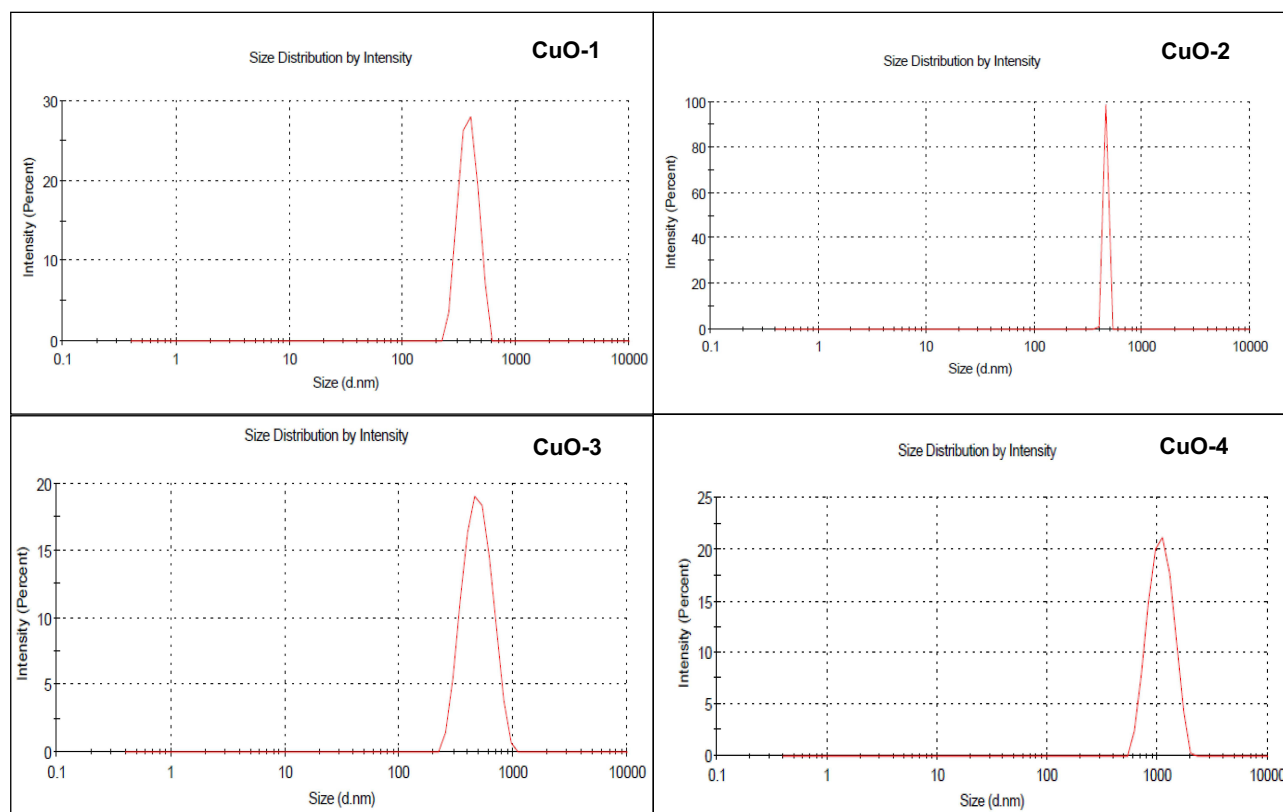 Size Distribution by Intensity
CuO-1
30
20
10
0
0.1 1 10 100 1000 10000
Intensity (Percent)
Size (d.nm)
Size Distribution by Intensity
CuO-2
100
80
60
40
20
0
0.1 1 10 100 1000 10000
Intensity (Percent)
Size (d.nm)
Size Distribution by Intensity
CuO-3
20
15
10
5
0
0.1 1 10 100 1000 10000
Intensity (Percent)
Size (d.nm)
Size Distribution by Intensity
CuO-4
25
20
15
10
5
0
0.1 1 10 100 1000 10000
Intensity (Percent)
Size (d.nm)